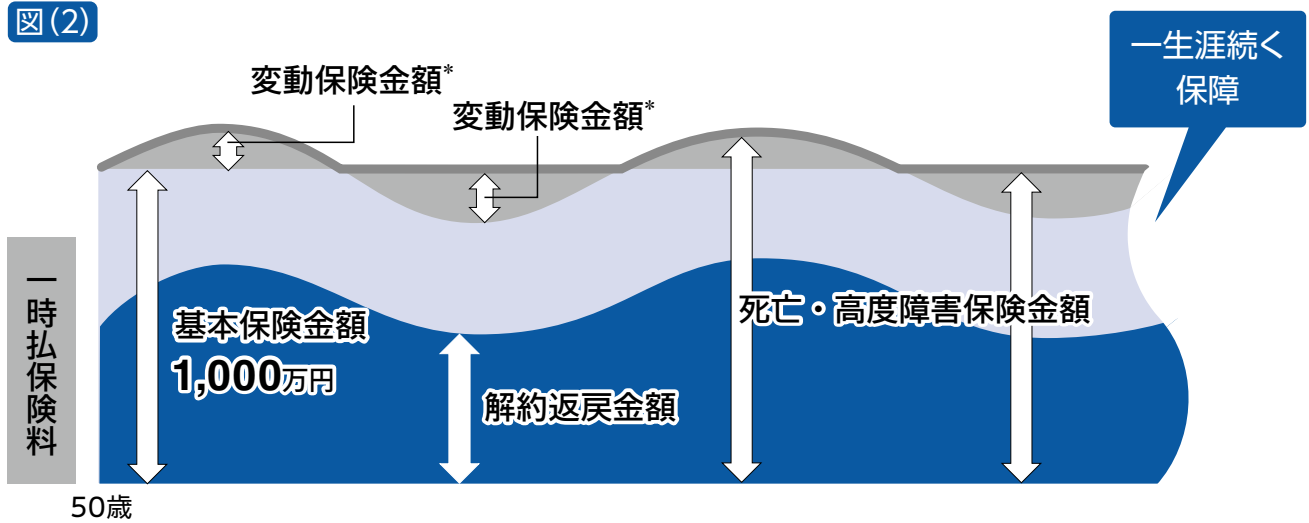 図(2)
一生涯続く
保障
変動保険金額*
変動保険金額*
一時払保険料
基本保険金額
1,000万円
解約返戻金額
死亡・高度障害保険金額
50歳